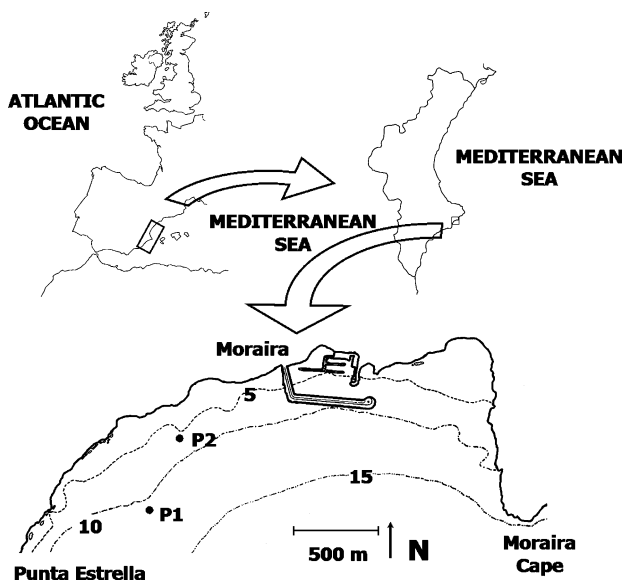 ATLANTIC
OCEAN
MEDITERRANEAN
SEA
MEDITERRANEAN
SEA
Moraira
5
P2
15
10
P1
500 m
N
Punta Estrella
Moraira
Cape